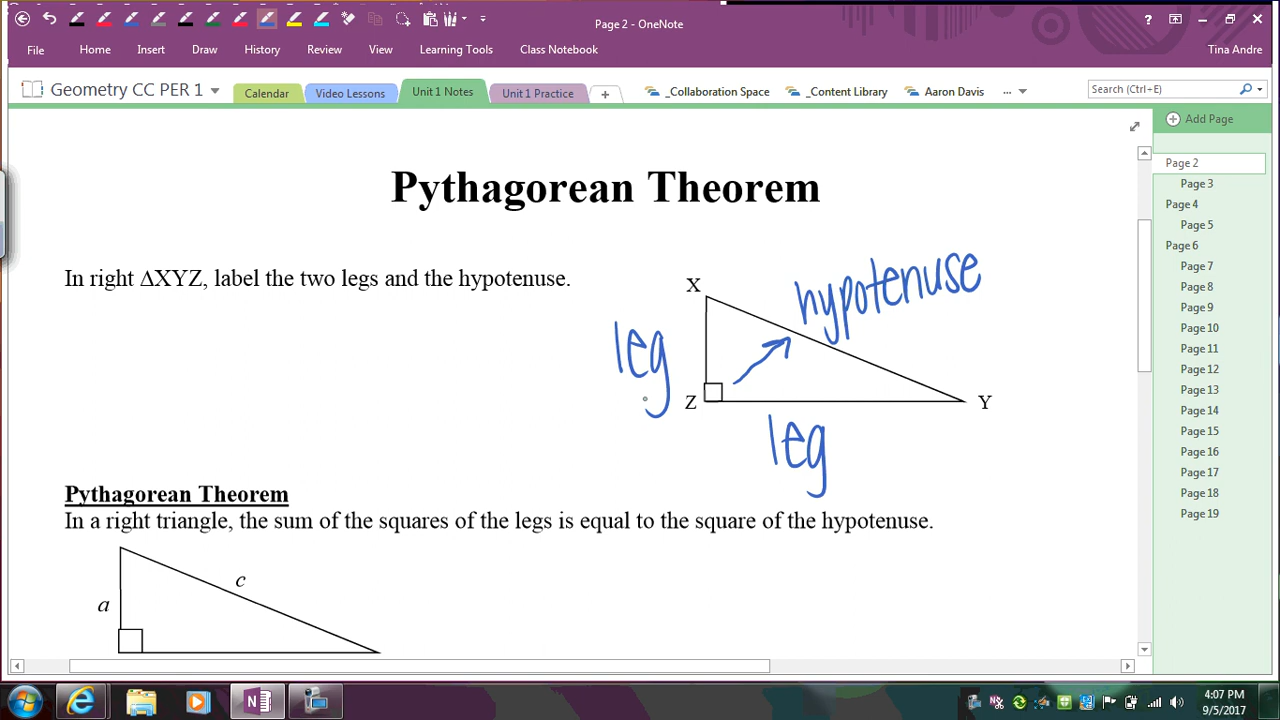 Page 2 - OneNote
File Home Insert Draw History Review View Learning Tools Class Notebook Tina Andre
Geometry CC PER 1 Calendar Video Lessons Unit 1 Notes Unit 1 Practice _Collaboration Space _Content Library Aaron Davis ... Search (Ctrl+E)
Add Page
Pythagorean Theorem
In right ΔXYZ, label the two legs and the hypotenuse.
X
hypotenuse
leg
Z
Y
leg
Pythagorean Theorem
In a right triangle, the sum of the squares of the legs is equal to the square of the hypotenuse.
c
a
Page 2
Page 3
Page 4
Page 5
Page 6
Page 7
Page 8
Page 9
Page 10
Page 11
Page 12
Page 13
Page 14
Page 15
Page 16
Page 17
Page 18
Page 19
4:07 PM
9/5/2017